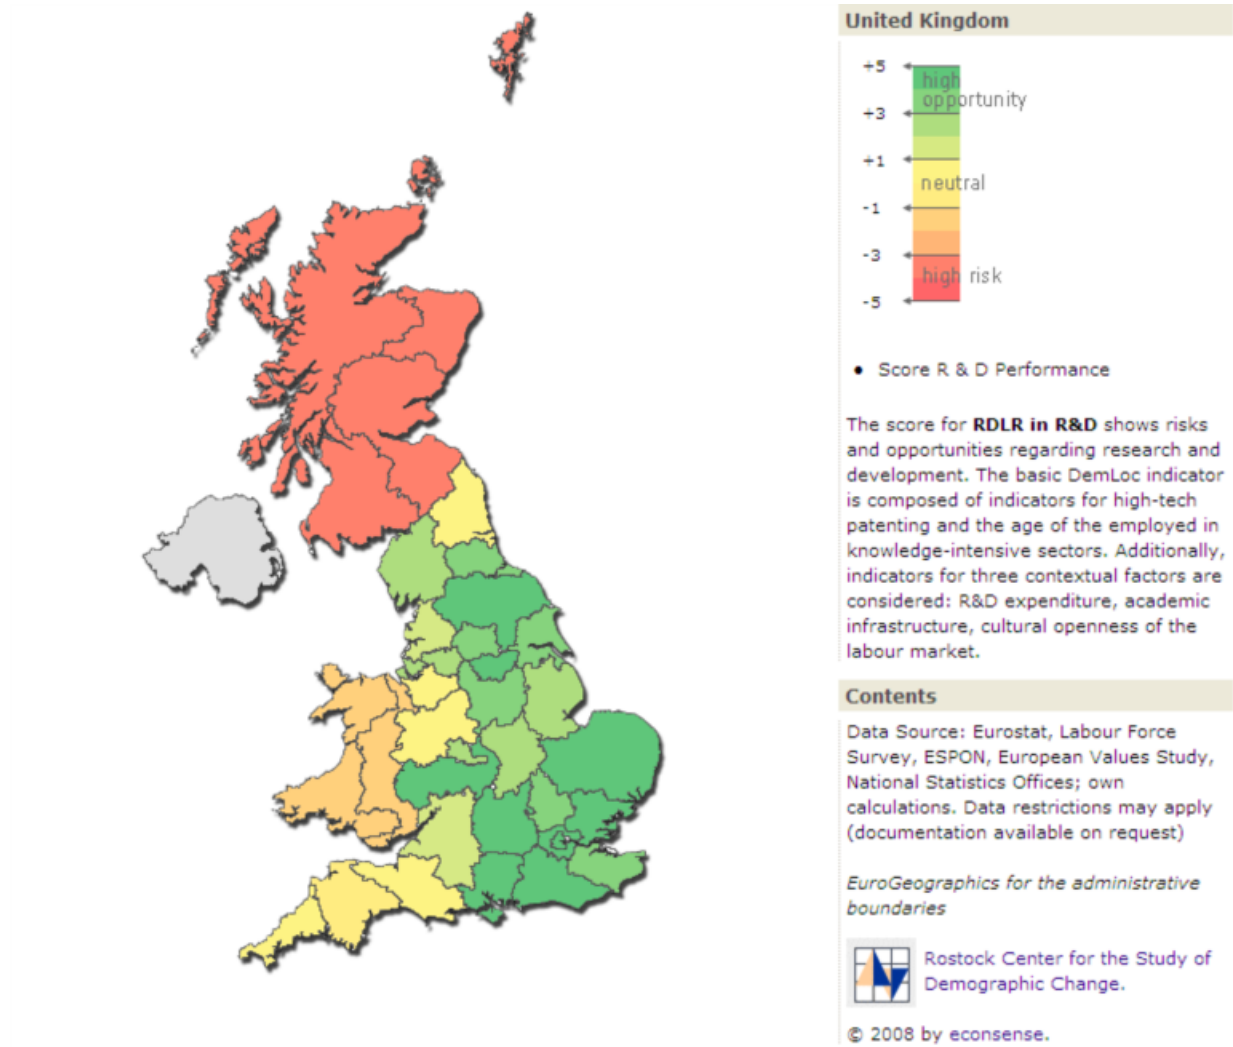 United Kingdom
+5
high
opportunity
+3
+1
neutral
-1
-3
high risk
-5
• Score R & D Performance
The score for RDLR in R&D shows risks
and opportunities regarding research and
development. The basic DemLoc indicator
is composed of indicators for high-tech
patenting and the age of the employed in
knowledge-intensive sectors. Additionally,
indicators for three contextual factors are
considered: R&D expenditure, academic
infrastructure, cultural openness of the
labour market.
Contents
Data Source: Eurostat, Labour Force
Survey, ESPON, European Values Study,
National Statistics Offices; own
calculations. Data restrictions may apply
(documentation available on request)
EuroGeographics for the administrative
boundaries
Rostock Center for the Study of
Demographic Change.
© 2008 by econsense.